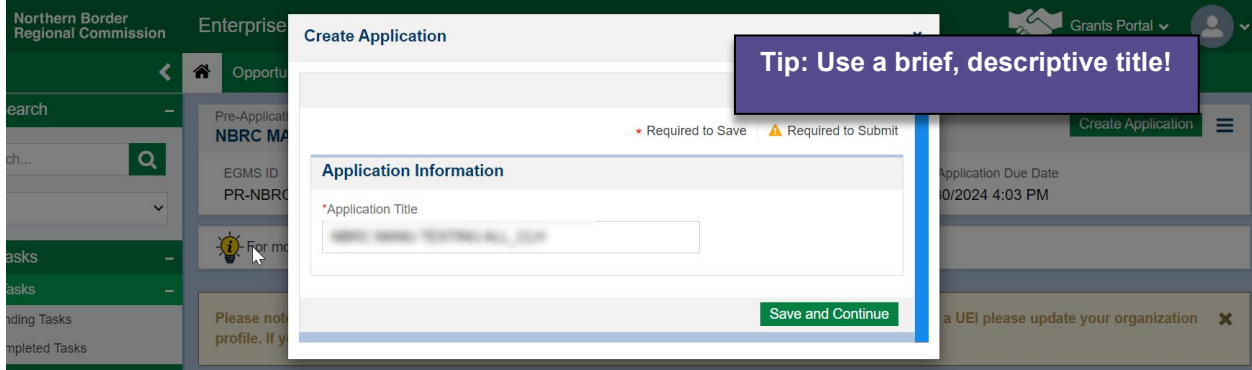 Northern Border
Regional Commission
Enterprise
Grants Portal
Create Application
Tip: Use a brief, descriptive title!
Opportu
earch
Pre-Applicati
NBRC MA
Create Application
* Required to Save
Required to Submit
ch...
EGMS ID
PR-NBRC
Application Information
Application Due Date
30/2024 4:03 PM
*Application Title
For mo
asks
asks
nding Tasks
mpleted Tasks
Save and Continue
Please note
a UEI please update your organization
profile. If y